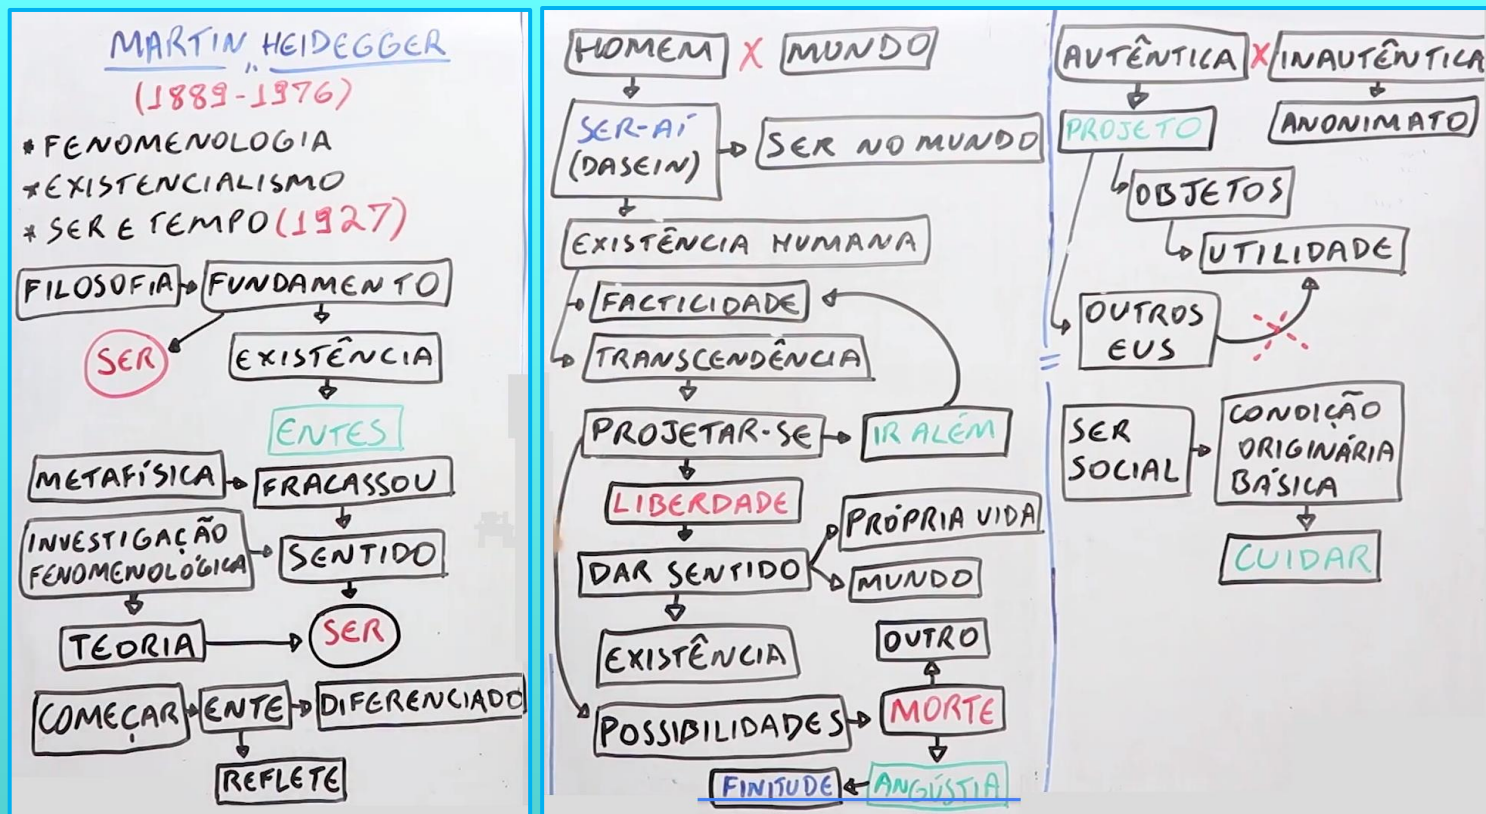 MARTIN HEIDEGGER
(1889-1976)
* FENOMENOLOGIA
* EXISTENCIALISMO
* SER E TEMPO (1927)
FILOSOFIA
FUNDAMENTO
SER
EXISTÊNCIA
ENTES
METAFÍSICA
FRACASSOU
INVESTIGAÇÃO
FENOMENOLÓGICA
SENTIDO
TEORIA
SER
COMEÇAR
ENTE
DIFERENCIADO
REFLETE
HOMEM X MUNDO
SER-AÍ
(DASEIN)
SER NO MUNDO
EXISTÊNCIA HUMANA
FACTICIDADE
TRANSCENDÊNCIA
PROJETAR-SE
IR ALÉM
LIBERDADE
DAR SENTIDO
PRÓPRIA VIDA
MUNDO
EXISTÊNCIA
OUTRO
POSSIBILIDADES
MORTE
ANGÚSTIA
FINITUDE
AUTÊNTICA X INAUTÊNTICA
PROJETO
ANONIMATO
OBJETOS
UTILIDADE
OUTROS
EUS
SER
SOCIAL
CONDIÇÃO
ORIGINÁRIA
BÁSICA
CUIDAR